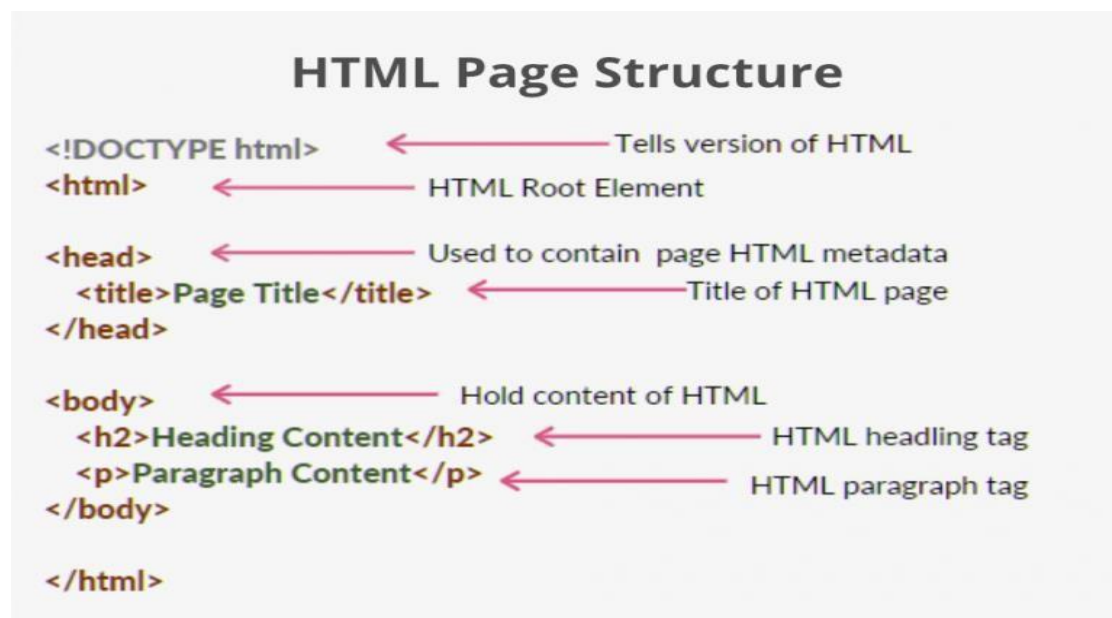 HTML Page Structure
<!DOCTYPE html> Tells version of HTML
<html> HTML Root Element
<head> Used to contain page HTML metadata
<title>Page Title</title> Title of HTML page
</head>
<body> Hold content of HTML
<h2>Heading Content</h2> HTML headling tag
<p>Paragraph Content</p> HTML paragraph tag
</body>
</html>